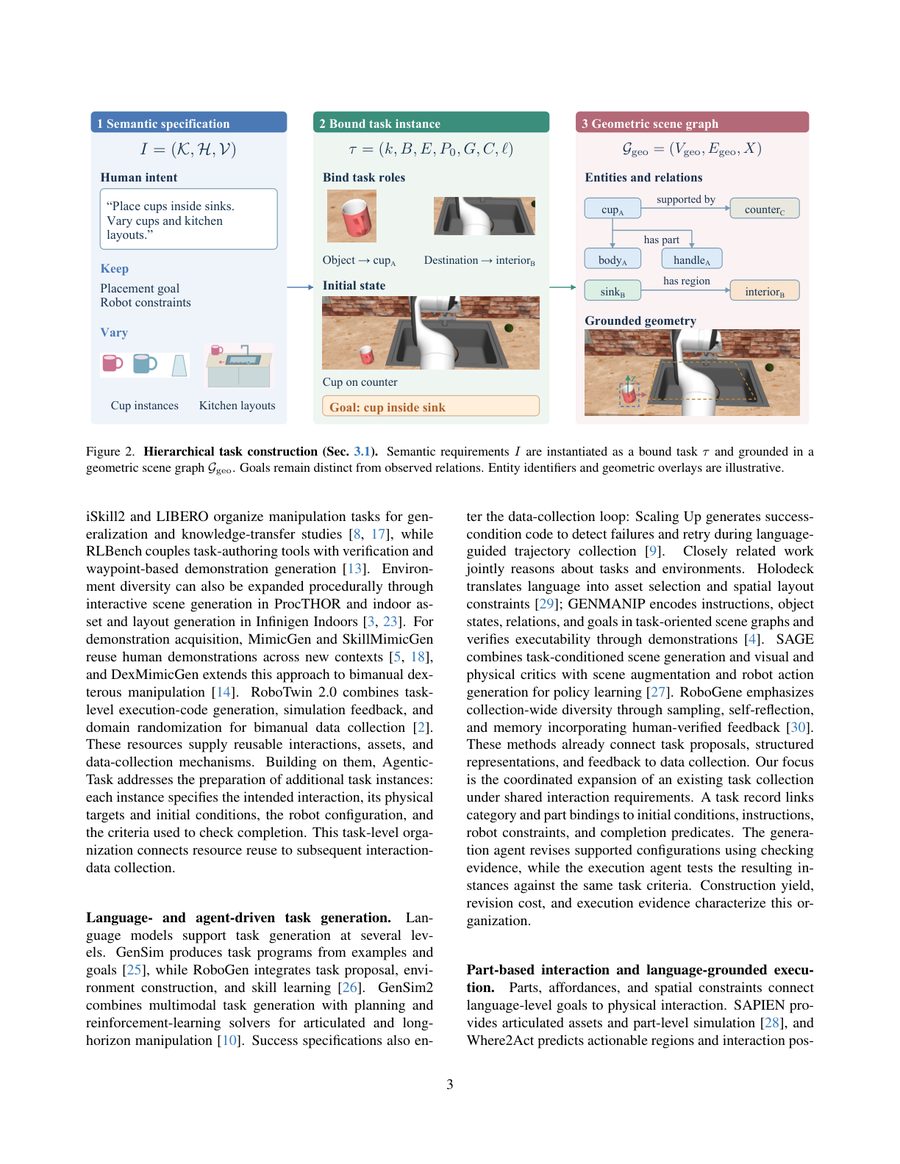 1 Semantic specification
I = (𝒦, ℋ, 𝒱)
Human intent
“Place cups inside sinks.
Vary cups and kitchen
layouts.”
Keep
Placement goal
Robot constraints
Vary
Cup instances Kitchen layouts
2 Bound task instance
τ = (k, B, E, P₀, G, C, ℓ)
Bind task roles
Object → cup_A Destination → interior_B
Initial state
Cup on counter
Goal: cup inside sink
3 Geometric scene graph
𝒢_geo = (V_geo, E_geo, X)
Entities and relations
cup_A supported by counter_C
has part
body_A handle_A
sink_B has region interior_B
Grounded geometry
Figure 2. Hierarchical task construction (Sec. 3.1). Semantic requirements I are instantiated as a bound task τ and grounded in a
geometric scene graph 𝒢_geo. Goals remain distinct from observed relations. Entity identifiers and geometric overlays are illustrative.
iSkill2 and LIBERO organize manipulation tasks for gen-
eralization and knowledge-transfer studies [8, 17], while
RLBench couples task-authoring tools with verification and
waypoint-based demonstration generation [13]. Environ-
ment diversity can also be expanded procedurally through
interactive scene generation in ProcTHOR and indoor as-
set and layout generation in Infinigen Indoors [3, 23]. For
demonstration acquisition, MimicGen and SkillMimicGen
reuse human demonstrations across new contexts [5, 18],
and DexMimicGen extends this approach to bimanual dex-
terous manipulation [14]. RoboTwin 2.0 combines task-
level execution-code generation, simulation feedback, and
domain randomization for bimanual data collection [2].
These resources supply reusable interactions, assets, and
data-collection mechanisms. Building on them, Agentic-
Task addresses the preparation of additional task instances:
each instance specifies the intended interaction, its physical
targets and initial conditions, the robot configuration, and
the criteria used to check completion. This task-level orga-
nization connects resource reuse to subsequent interaction-
data collection.
Language- and agent-driven task generation. Lan-
guage models support task generation at several lev-
els. GenSim produces task programs from examples and
goals [25], while RoboGen integrates task proposal, envi-
ronment construction, and skill learning [26]. GenSim2
combines multimodal task generation with planning and
reinforcement-learning solvers for articulated and long-
horizon manipulation [10]. Success specifications also en-
ter the data-collection loop: Scaling Up generates success-
condition code to detect failures and retry during language-
guided trajectory collection [9]. Closely related work
jointly reasons about tasks and environments. Holodeck
translates language into asset selection and spatial layout
constraints [29]; GENMANIP encodes instructions, object
states, relations, and goals in task-oriented scene graphs and
verifies executability through demonstrations [4]. SAGE
combines task-conditioned scene generation and visual and
physical critics with scene augmentation and robot action
generation for policy learning [27]. RoboGene emphasizes
collection-wide diversity through sampling, self-reflection,
and memory incorporating human-verified feedback [30].
These methods already connect task proposals, structured
representations, and feedback to data collection. Our focus
is the coordinated expansion of an existing task collection
under shared interaction requirements. A task record links
category and part bindings to initial conditions, instructions,
robot constraints, and completion predicates. The genera-
tion agent revises supported configurations using checking
evidence, while the execution agent tests the resulting in-
stances against the same task criteria. Construction yield,
revision cost, and execution evidence characterize this or-
ganization.
Part-based interaction and language-grounded execu-
tion. Parts, affordances, and spatial constraints connect
language-level goals to physical interaction. SAPIEN pro-
vides articulated assets and part-level simulation [28], and
Where2Act predicts actionable regions and interaction pos-
3